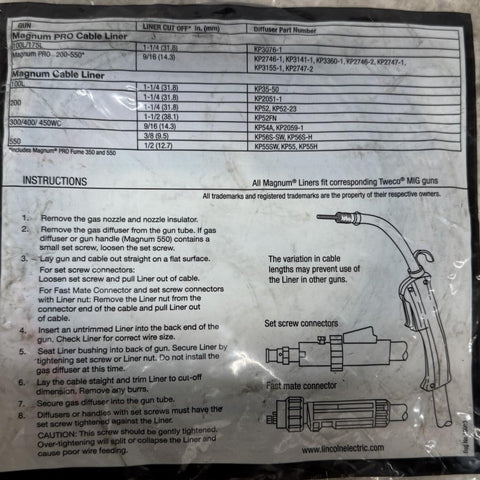 GUN LINER CUT OFF* In. (mm) Diffuser Part Number
Magnum PRO Cable Liner
100L/175L 1-1/4 (31.8) KP3076-1
Magnum PRO - 200-550* 9/16 (14.3) KP2746-1, KP3141-1, KP3360-1, KP2746-2, KP2747-1,
KP3155-1, KP2747-2
Magnum Cable Liner
100L 1-1/4 (31.8) KP35-50
1-1/4 (31.8) KP2051-1
200 1-1/4 (31.8) KP52, KP52-23
1-1/2 (38.1) KP52FN
300/400/ 450WC 9/16 (14.3) KP54A, KP2059-1
3/8 (9.5) KP56S-SW, KP56S-H
550 1/2 (12.7) KP55SW, KP55, KP55H
*Includes Magnum® PRO Fume 350 and 550
INSTRUCTIONS
All Magnum® Liners fit corresponding Tweco® MIG guns
All trademarks and registered trademarks are the property of their respective owners.
1. Remove the gas nozzle and nozzle insulator.
2. Remove the gas diffuser from the gun tube. If gas
diffuser or gun handle (Magnum 550) contains a
small set screw, loosen the set screw.
3. Lay gun and cable out straight on a flat surface.
For set screw connectors:
Loosen set screw and pull Liner out of cable.
For Fast Mate Connector and set screw connectors
with Liner nut: Remove the Liner nut from the
connector end of the cable and pull Liner out
of cable.
4. Insert an untrimmed Liner into the back end of the
gun. Check Liner for correct wire size.
5. Seat Liner bushing into back of gun. Secure Liner by
tightening set screw or Liner nut. Do not install the
gas diffuser at this time.
6. Lay the cable straight and trim Liner to cut-off
dimension. Remove any burrs.
7. Secure gas diffuser into the gun tube.
8. Diffusers or handles with set screws must have the
set screw tightened against the Liner.
CAUTION: This screw should be gently tightened.
Over-tightening will split or collapse the Liner and
cause poor wire feedability.
The variation in cable
lengths may prevent use of
the Liner in other guns.
Set screw connectors
Fast mate connector
www.lincolnelectric.com